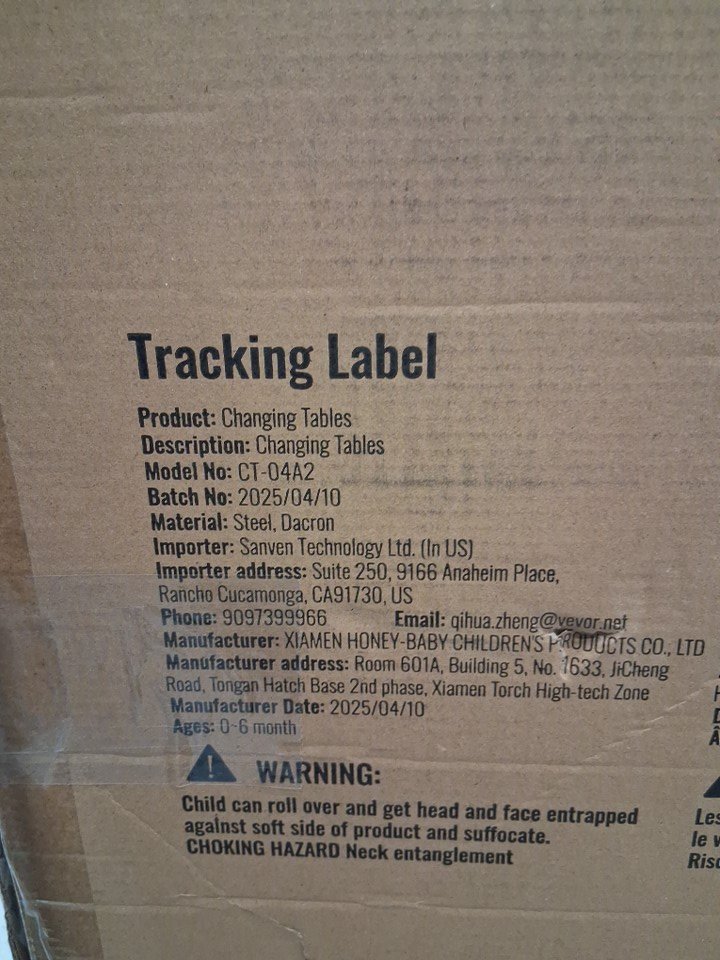 Tracking Label
Product: Changing Tables
Description: Changing Tables
Model No: CT-04A2
Batch No: 2025/04/10
Material: Steel, Dacron
Importer: Sanven Technology Ltd. (In US)
Importer address: Suite 250, 9166 Anaheim Place,
Rancho Cucamonga, CA91730, US
Phone: 9097399966 Email: qihua.zheng@vevor.net
Manufacturer: XIAMEN HONEY-BABY CHILDREN'S PRODUCTS CO., LTD
Manufacturer address: Room 601A, Building 5, No. 1633, JiCheng
Road, Tongan Hatch Base 2nd phase, Xiamen Torch High-tech Zone
Manufacturer Date: 2025/04/10
Ages: 0-6 month
WARNING:
Child can roll over and get head and face entrapped
against soft side of product and suffocate.
CHOKING HAZARD Neck entanglement
Les
le